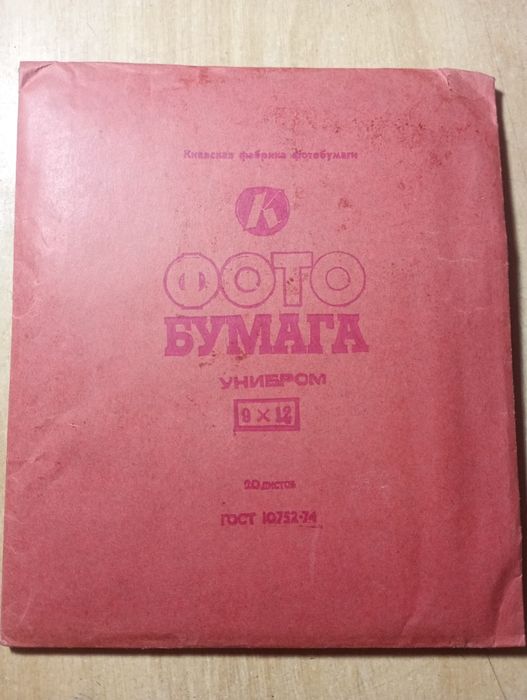 Киевская фабрика фотобумаги
К
ФОТО
БУМАГА
УНИБРОМ
9 × 12
20 листов
ГОСТ 10752-74